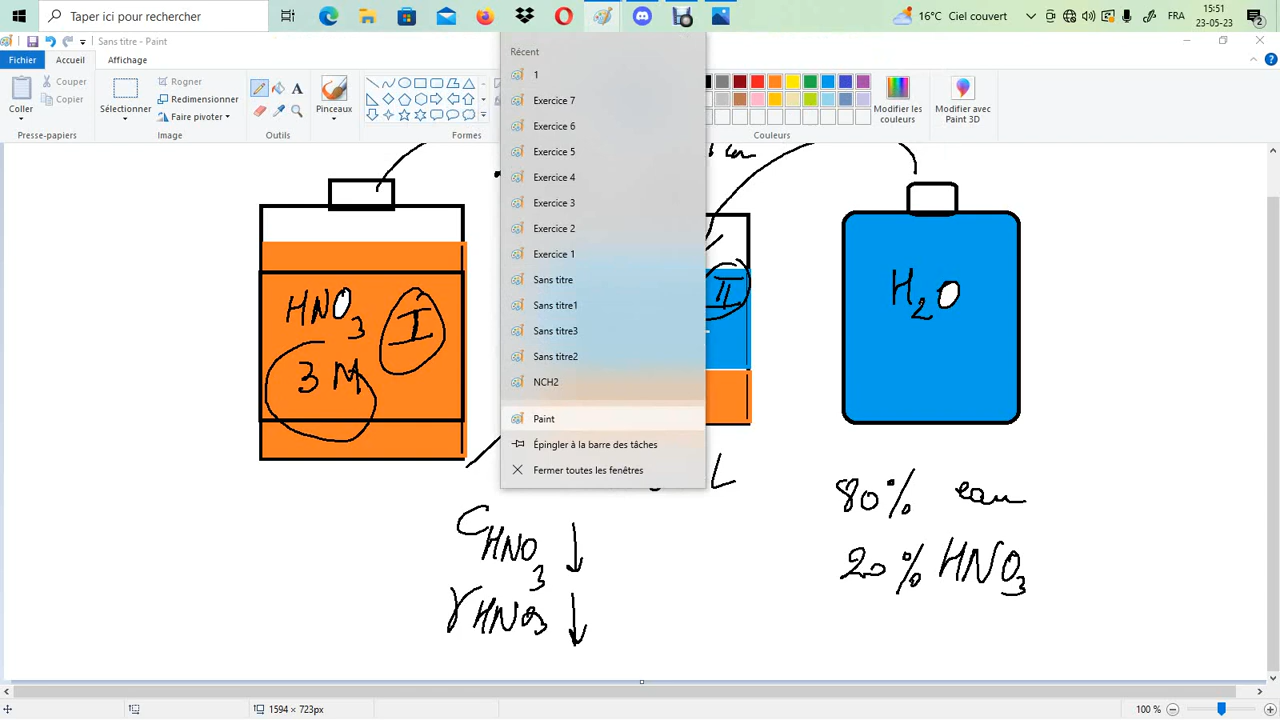 Taper ici pour rechercher
16°C Ciel couvert
FRA
15:51
23-05-23
2
Sans titre - Paint
Fichier
Accueil
Affichage
Coller
Couper
Copier
Presse-papiers
Sélectionner
Rogner
Redimensionner
Faire pivoter
Image
A
Outils
Pinceaux
Formes
Couleurs
Modifier les couleurs
Modifier avec Paint 3D
Récent
1
Exercice 7
Exercice 6
Exercice 5
Exercice 4
Exercice 3
Exercice 2
Exercice 1
Sans titre
Sans titre1
Sans titre3
Sans titre2
NCH2
Paint
Épingler à la barre des tâches
Fermer toutes les fenêtres
HNO3
I
3 M
II
H2O
L
80% eau
20% HNO3
CHNO3 ↓
γHNO3 ↓
1594 × 723px
100 %